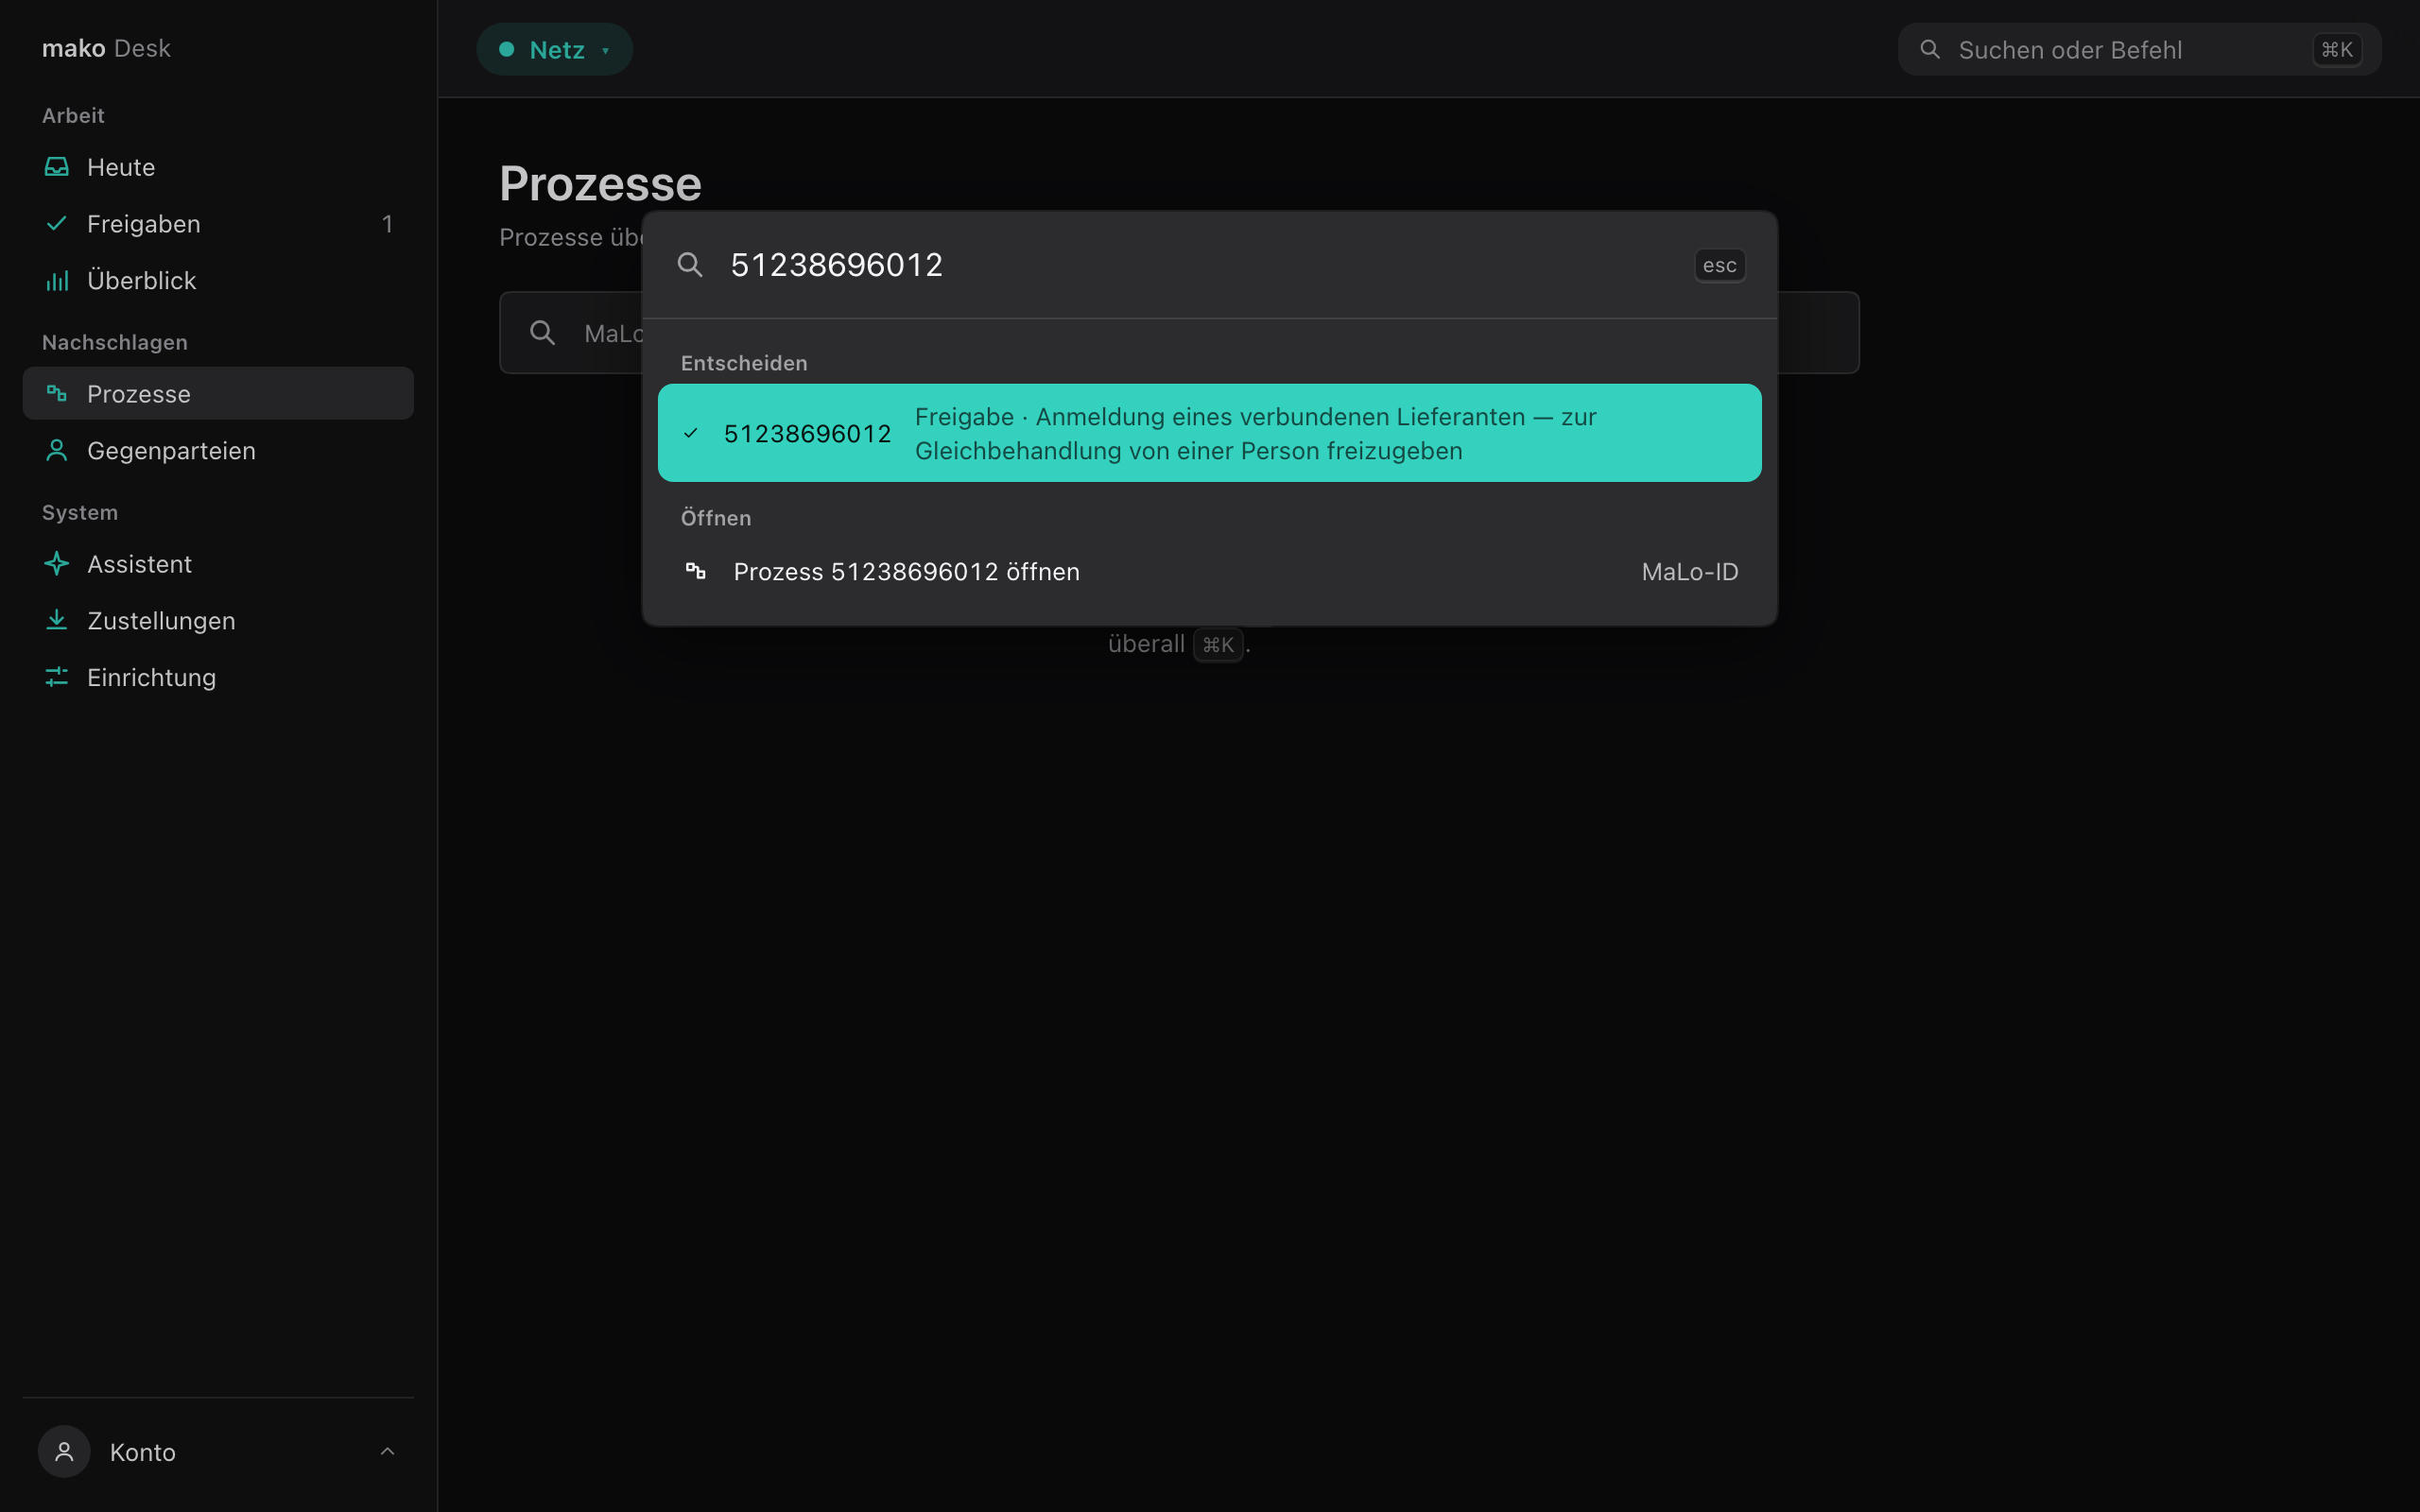 mako Desk
Arbeit
Heute
Freigaben 1
Überblick
Nachschlagen
Prozesse
Gegenparteien
System
Assistent
Zustellungen
Einrichtung
Konto
Netz
Suchen oder Befehl ⌘K
Prozesse
Prozesse
51238696012 esc
Entscheiden
51238696012
Freigabe · Anmeldung eines verbundenen Lieferanten — zur
Gleichbehandlung von einer Person freizugeben
Öffnen
Prozess 51238696012 öffnen MaLo-ID
überall ⌘K.